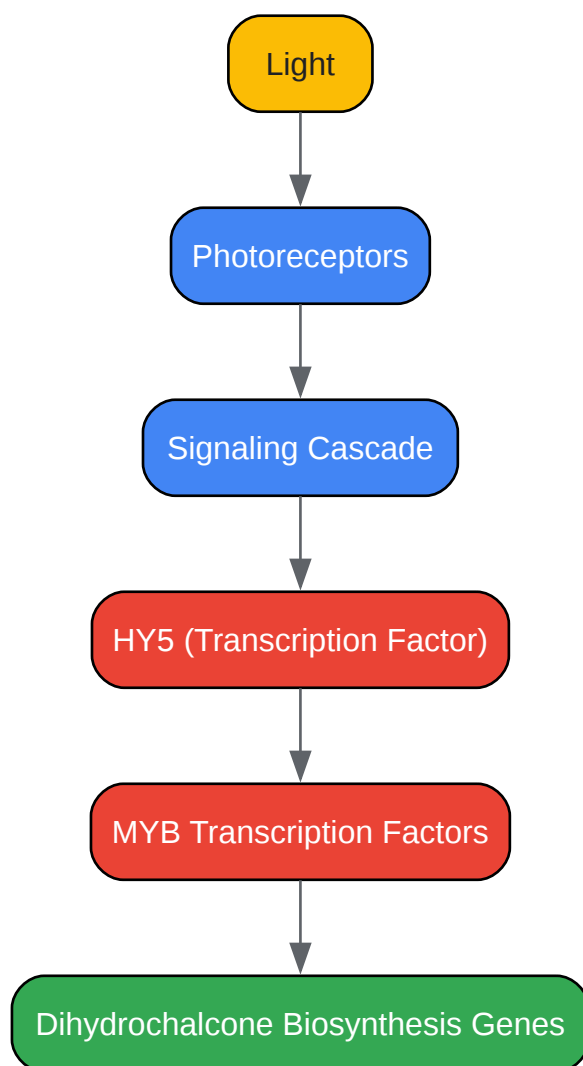 Light
Photoreceptors
Signaling Cascade
HY5 (Transcription Factor)
MYB Transcription Factors
Dihydrochalcone Biosynthesis Genes